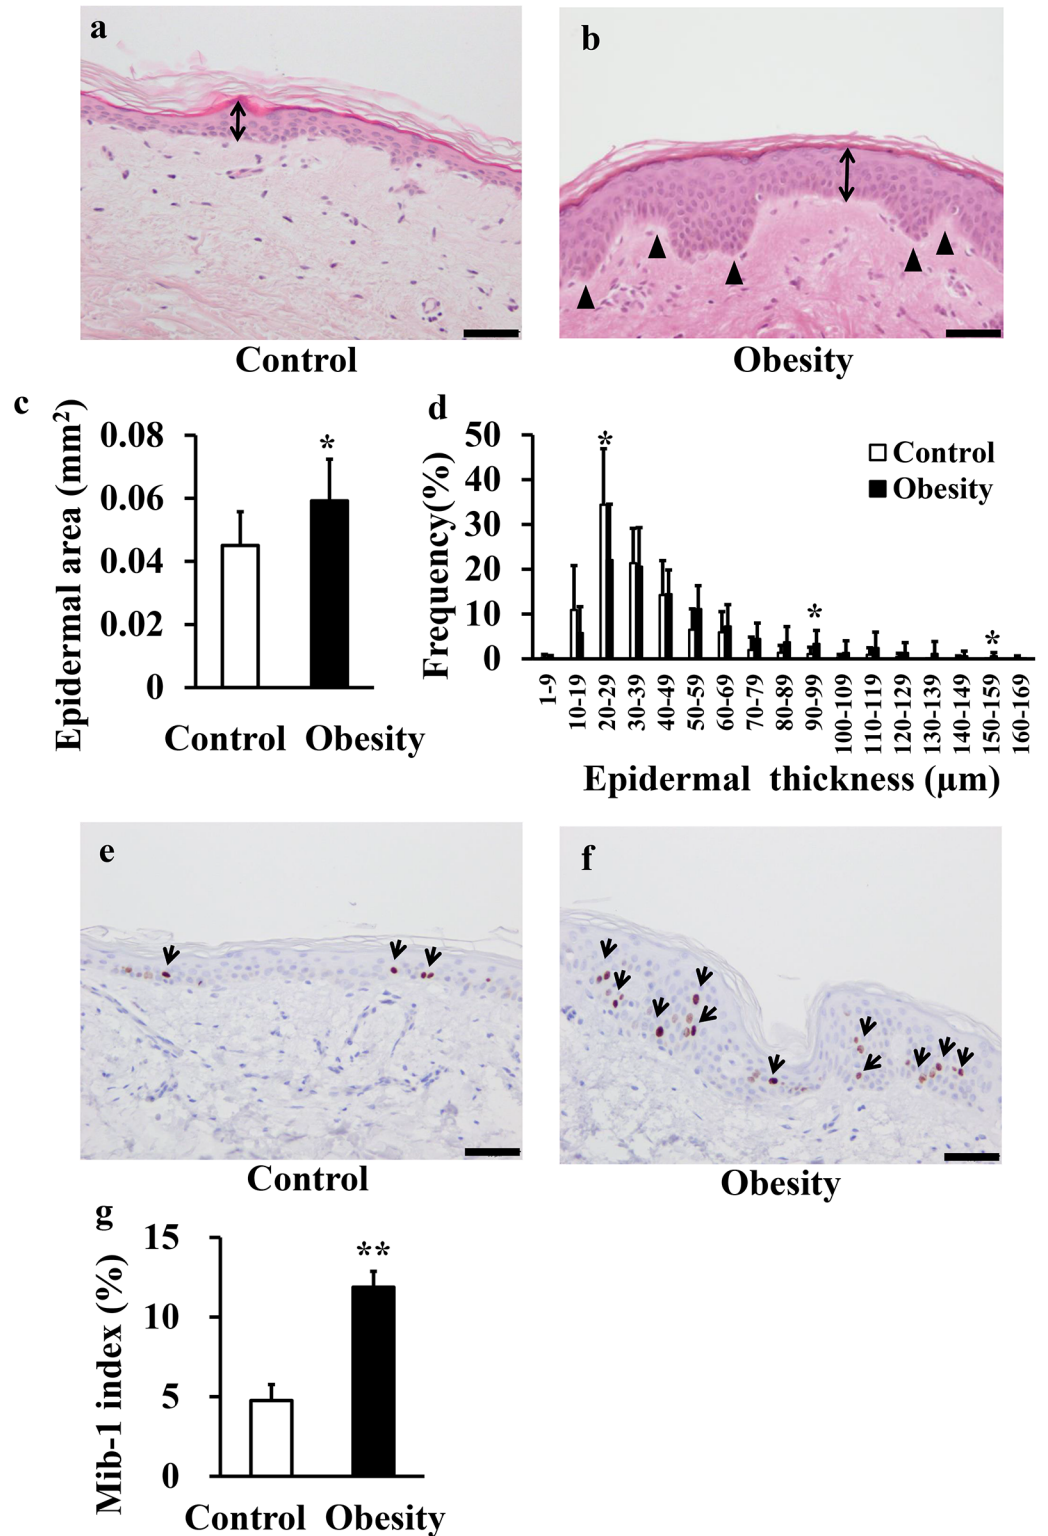 a
b
Control
Obesity
c
Epidermal area (mm²)
0.08
0.06
0.04
0.02
0
*
Control Obesity
d
Frequency(%)
50
40
30
20
10
0
*
*
*
Control
Obesity
1-9
10-19
20-29
30-39
40-49
50-59
60-69
70-79
80-89
90-99
100-109
110-119
120-129
130-139
140-149
150-159
160-169
Epidermal thickness (μm)
e
f
Control
Obesity
g
Mib-1 index (%)
15
10
5
0
**
Control Obesity